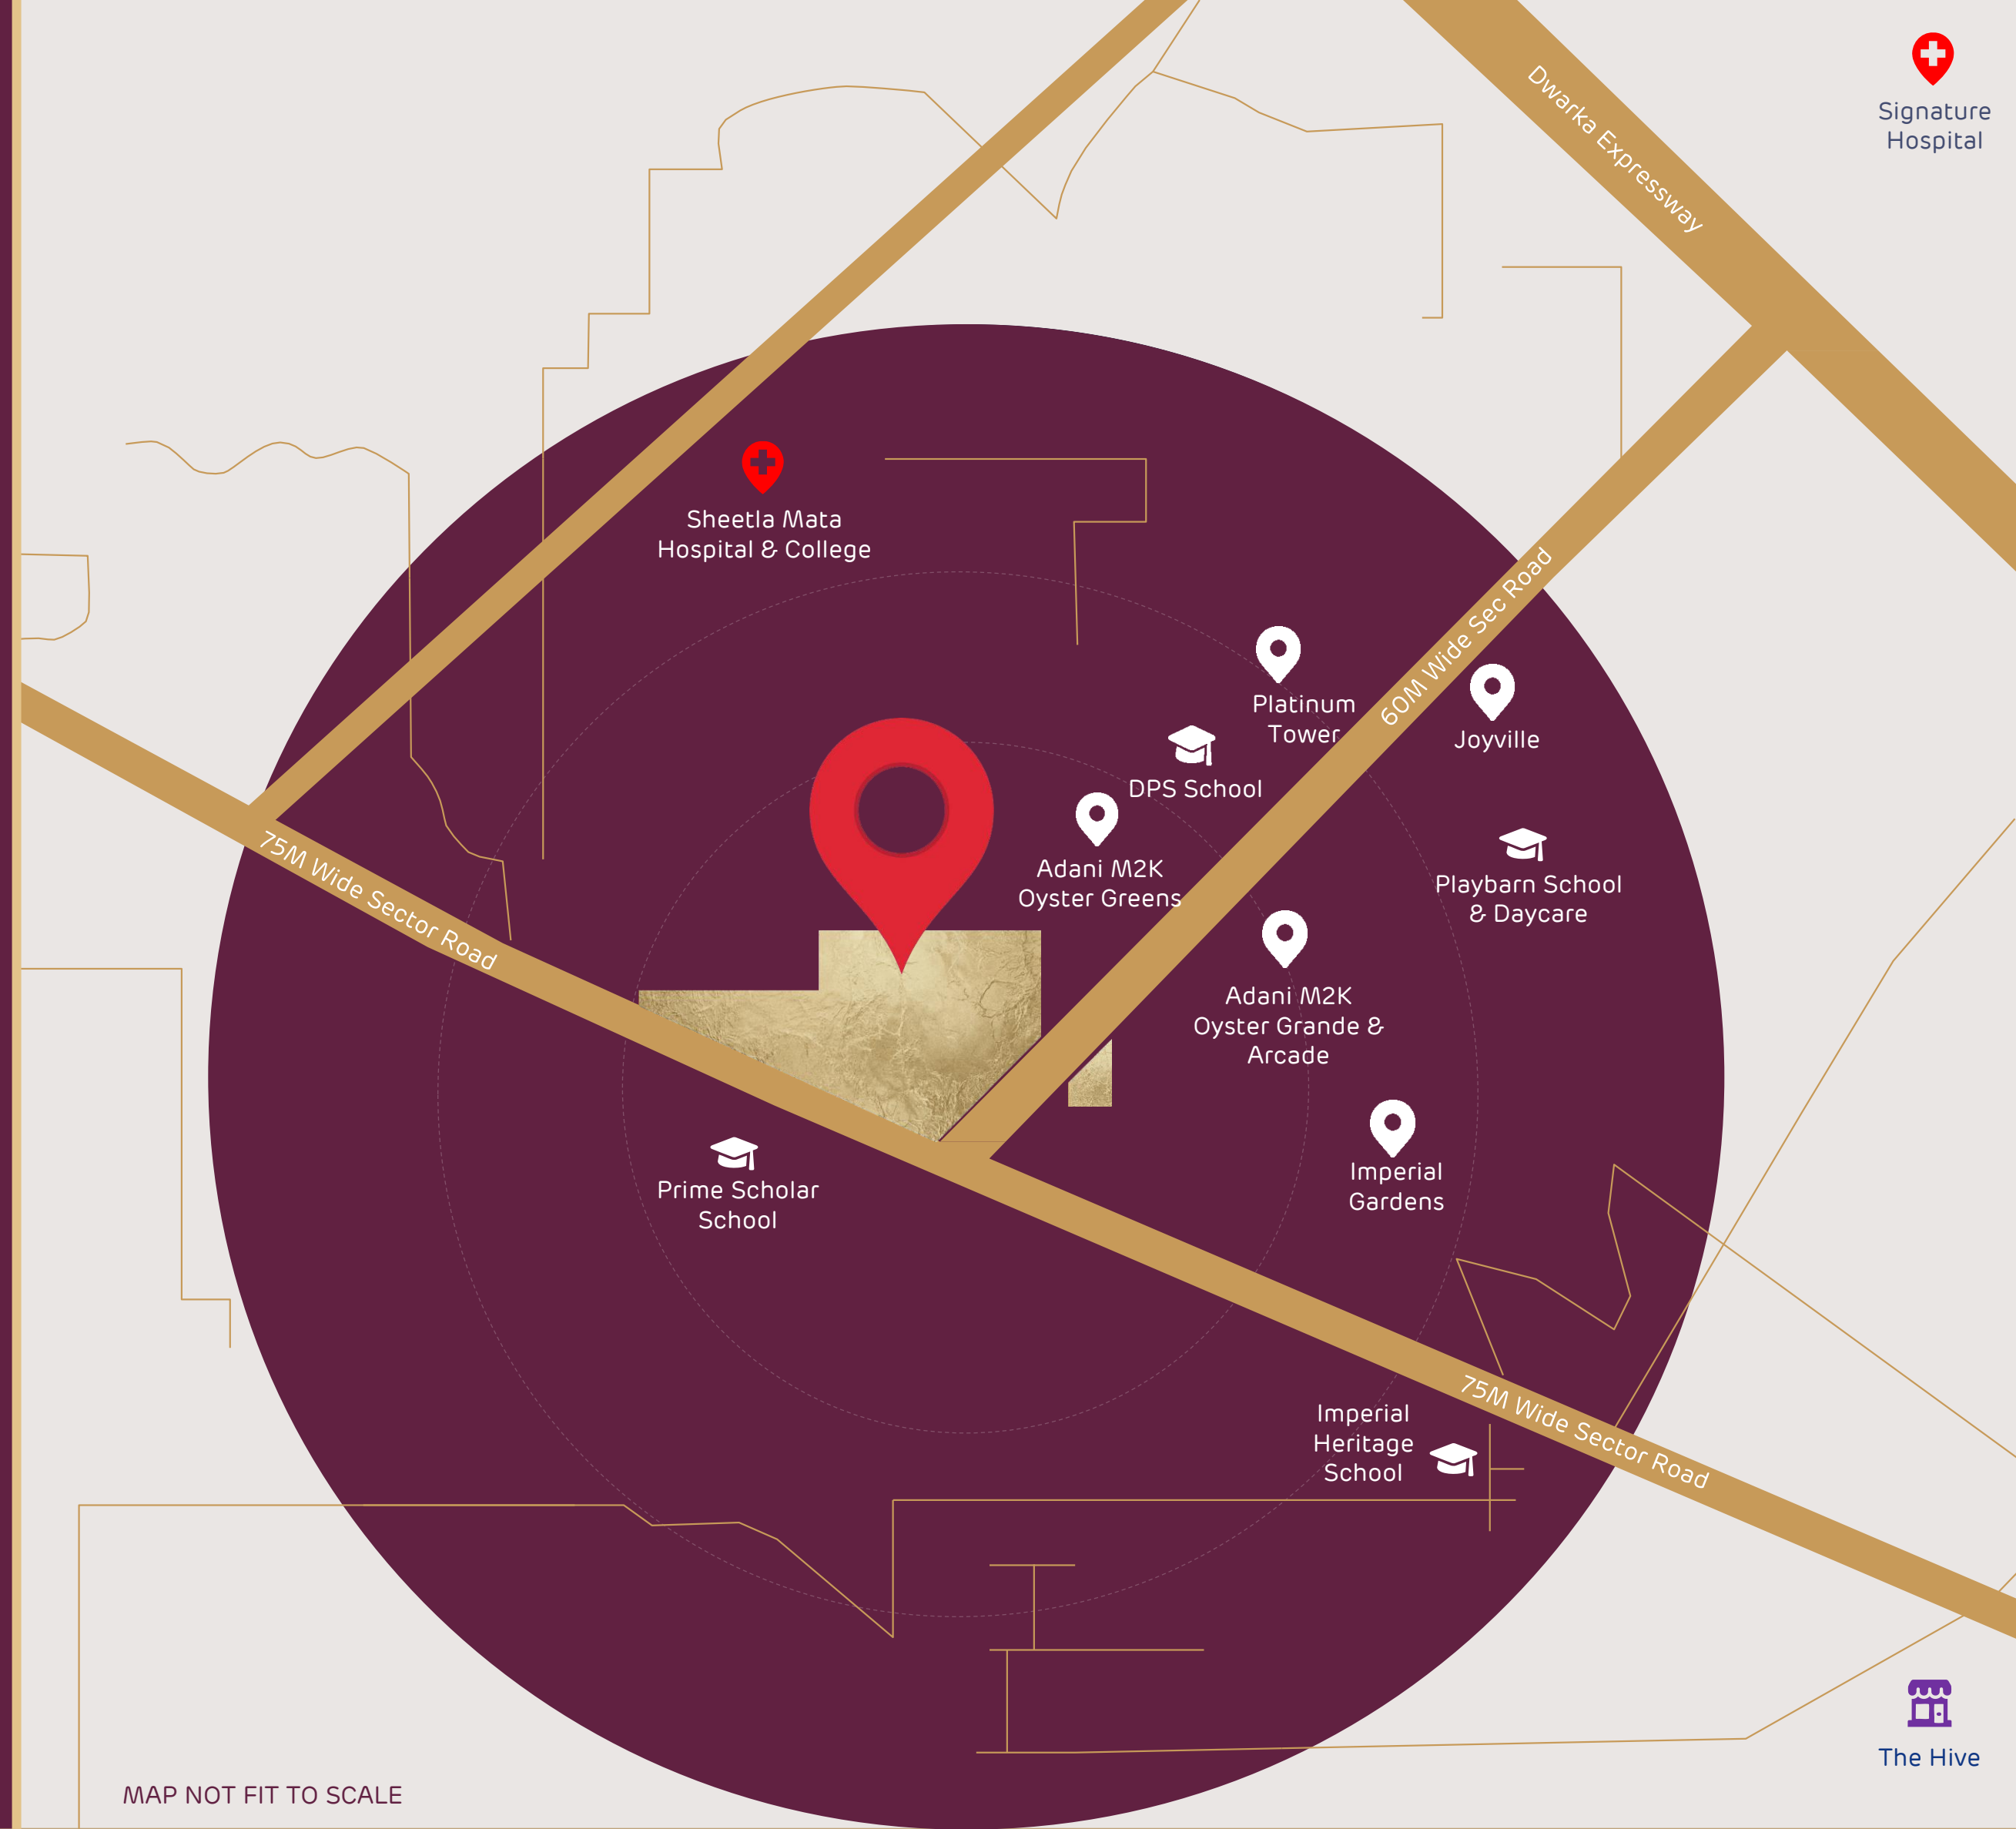 Dwarka Expressway
Signature
Hospital
Sheetla Mata
Hospital & College
60M Wide Sec Road
Platinum
Tower
Joyville
DPS School
Adani M2K
Oyster Greens
75M Wide Sector Road
Playbarn School
& Daycare
Adani M2K
Oyster Grande &
Arcade
Prime Scholar
School
Imperial
Gardens
75M Wide Sector Road
Imperial
Heritage
School
The Hive
MAP NOT FIT TO SCALE